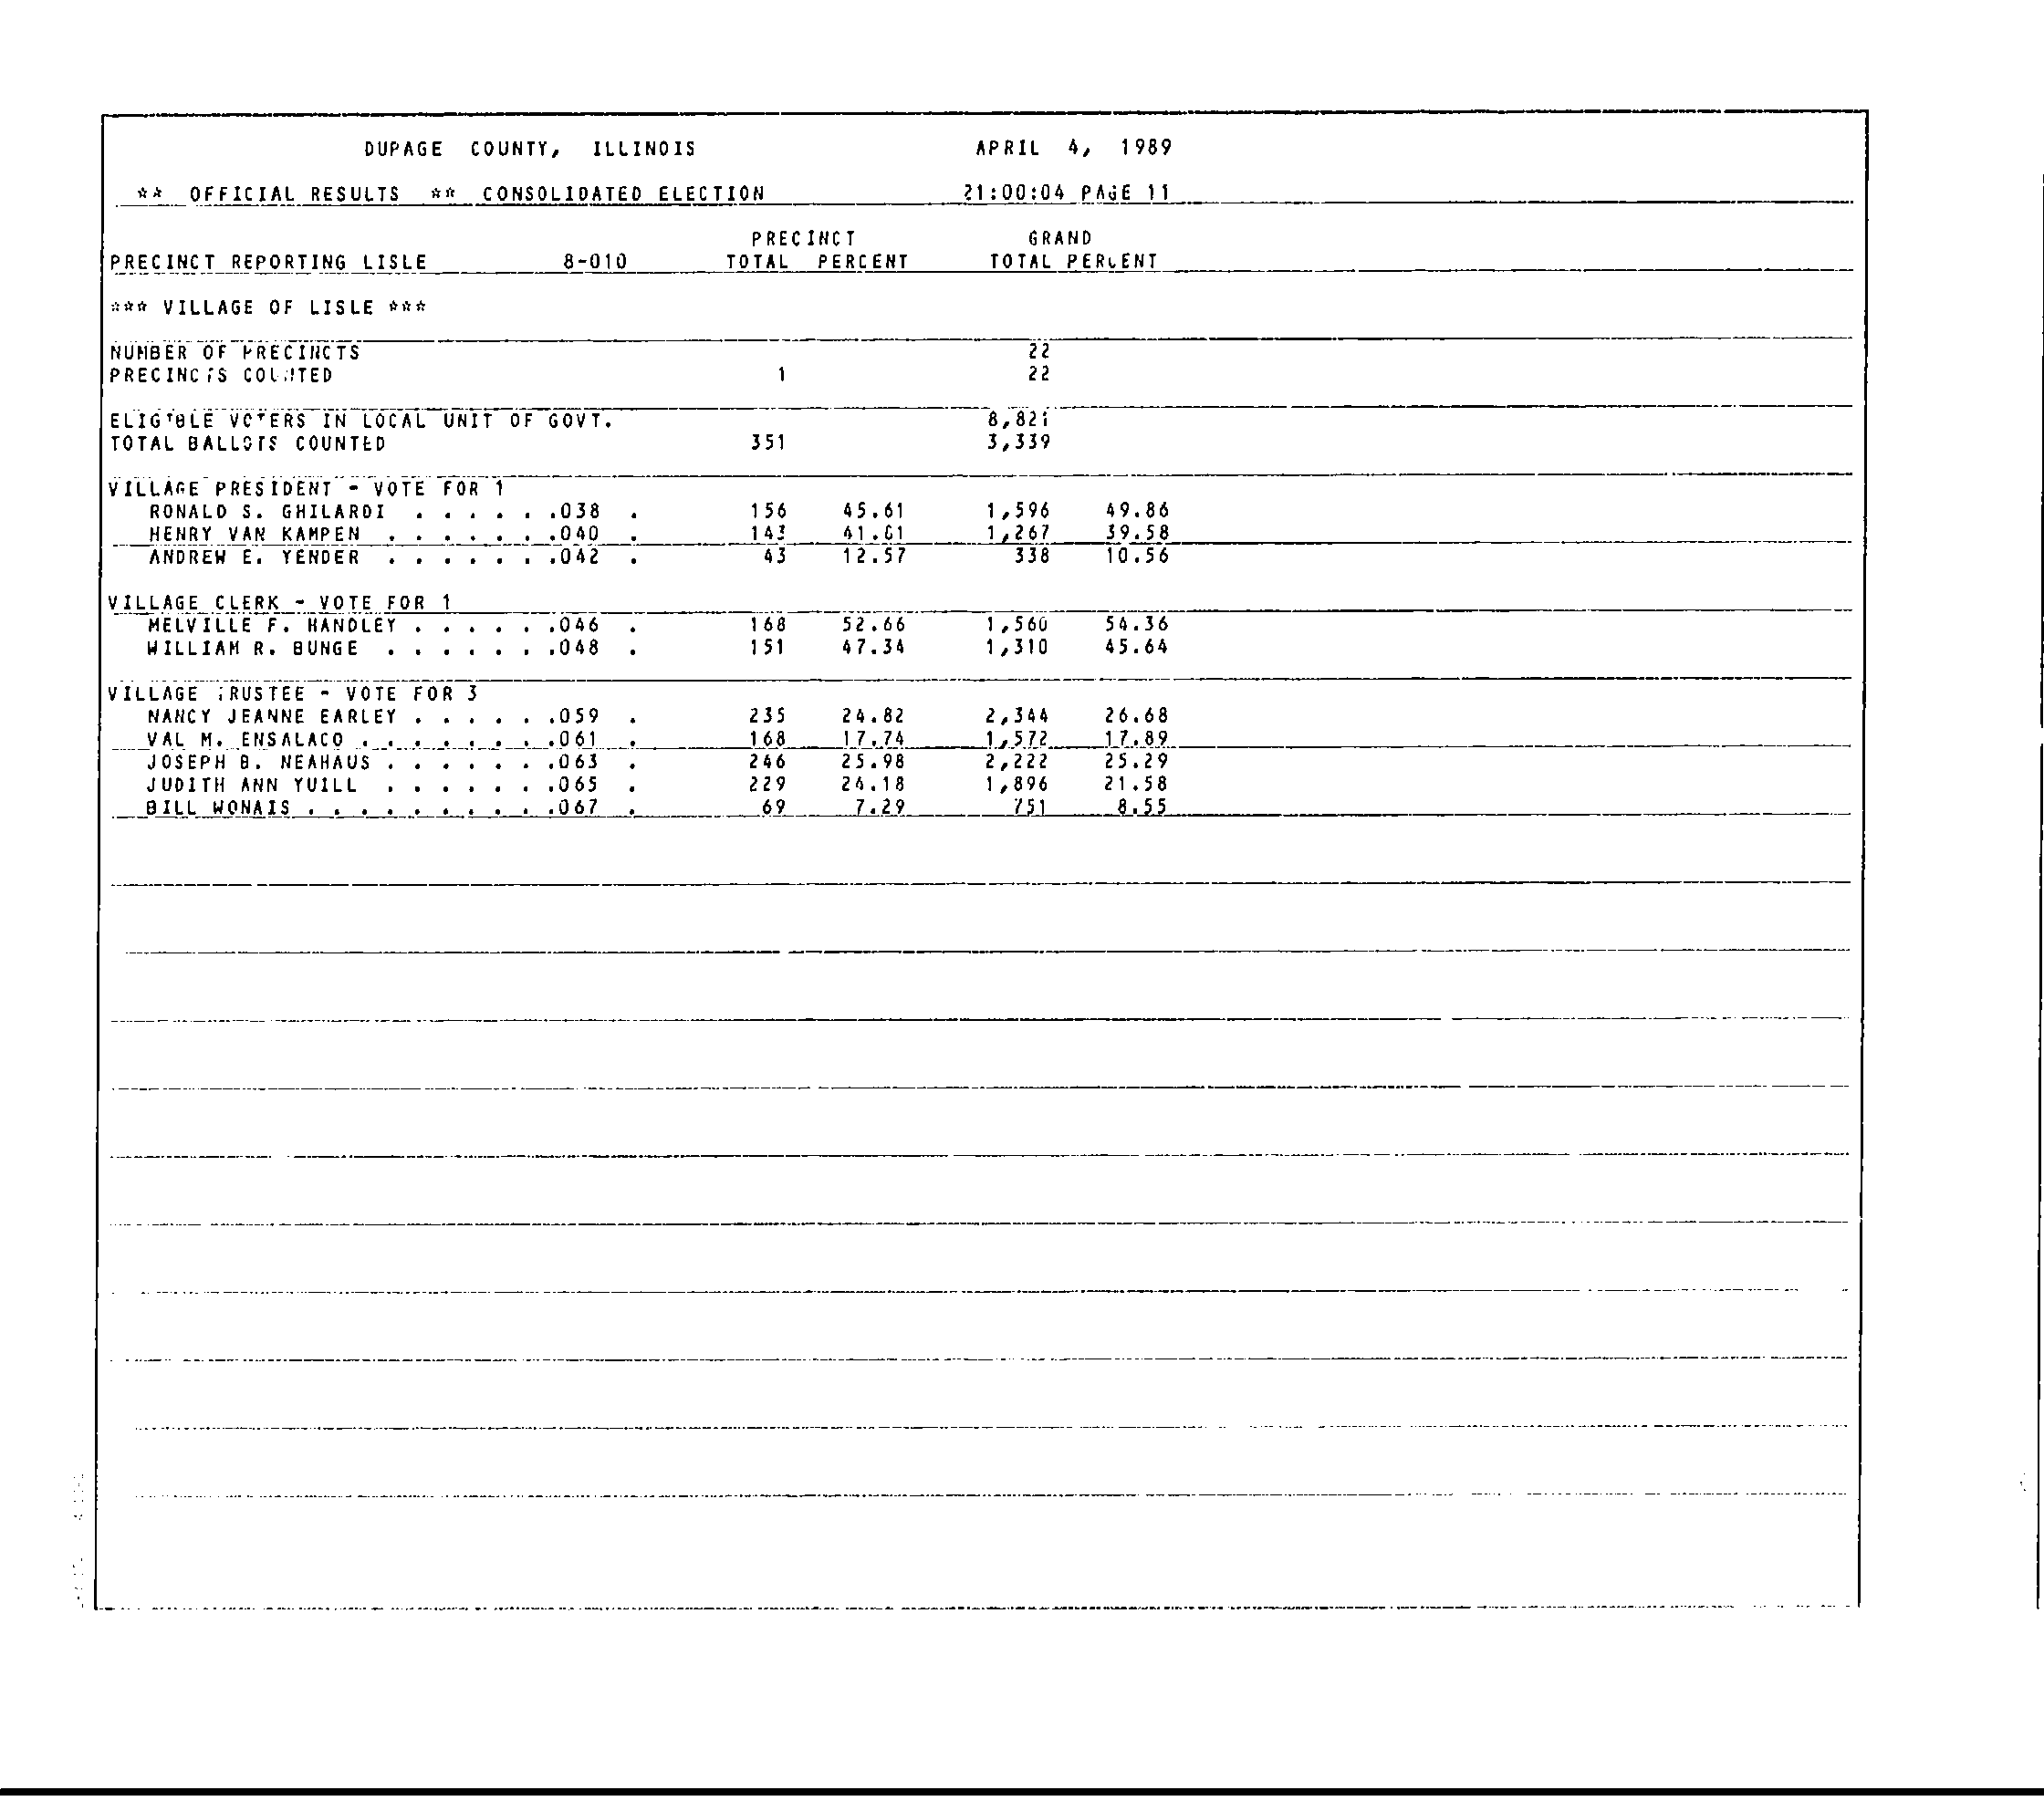 DUPAGE COUNTY, ILLINOIS APRIL 4, 1989
** OFFICIAL RESULTS ** CONSOLIDATED ELECTION 21:00:04 PAGE 11
PRECINCT GRAND
PRECINCT REPORTING LISLE 8-010 TOTAL PERCENT TOTAL PERCENT
*** VILLAGE OF LISLE ***
NUMBER OF PRECINCTS 22
PRECINCTS COUNTED 1 22
ELIGIBLE VOTERS IN LOCAL UNIT OF GOVT. 8,821
TOTAL BALLOTS COUNTED 351 3,339
VILLAGE PRESIDENT - VOTE FOR 1
RONALD S. GHILARDI . . . . . .038 . 156 45.61 1,596 49.86
HENRY VAN KAMPEN . . . . . . .040 . 143 41.81 1,267 39.58
ANDREW E. YENDER . . . . . . .042 . 43 12.57 338 10.56
VILLAGE CLERK - VOTE FOR 1
MELVILLE F. HANDLEY . . . . . .046 . 168 52.66 1,560 54.36
WILLIAM R. BUNGE . . . . . . .048 . 151 47.34 1,310 45.64
VILLAGE TRUSTEE - VOTE FOR 3
NANCY JEANNE EARLEY . . . . . .059 . 235 24.82 2,344 26.68
VAL M. ENSALACO . . . . . . . .061 . 168 17.74 1,572 17.89
JOSEPH B. NEAHAUS . . . . . . .063 . 246 25.98 2,222 25.29
JUDITH ANN YUILL . . . . . . .065 . 229 24.18 1,896 21.58
BILL WONAIS . . . . . . . . . .067 . 69 7.29 751 8.55